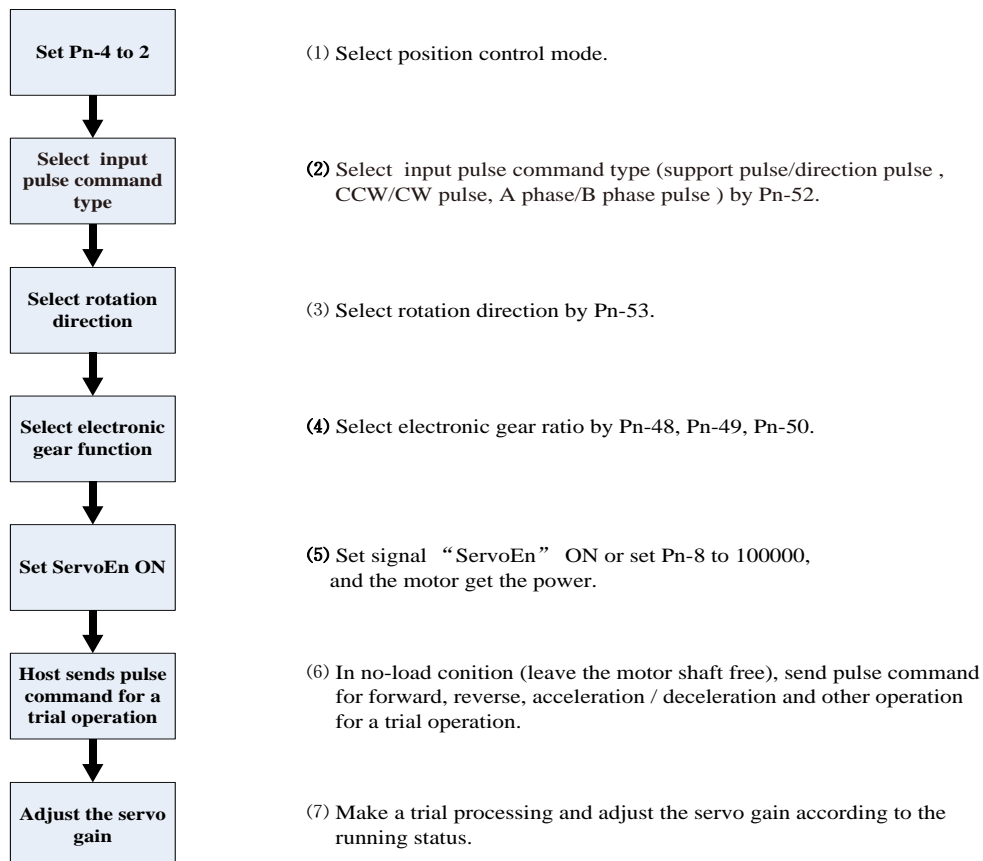 Set Pn-4 to 2
(1) Select position control mode.
Select input
pulse command
type
(2) Select input pulse command type (support pulse/direction pulse ,
CCW/CW pulse, A phase/B phase pulse ) by Pn-52.
Select rotation
direction
(3) Select rotation direction by Pn-53.
Select electronic
gear function
(4) Select electronic gear ratio by Pn-48, Pn-49, Pn-50.
Set ServoEn ON
(5) Set signal “ServoEn” ON or set Pn-8 to 100000,
and the motor get the power.
Host sends pulse
command for a
trial operation
(6) In no-load conition (leave the motor shaft free), send pulse command
for forward, reverse, acceleration / deceleration and other operation
for a trial operation.
Adjust the servo
gain
(7) Make a trial processing and adjust the servo gain according to the
running status.